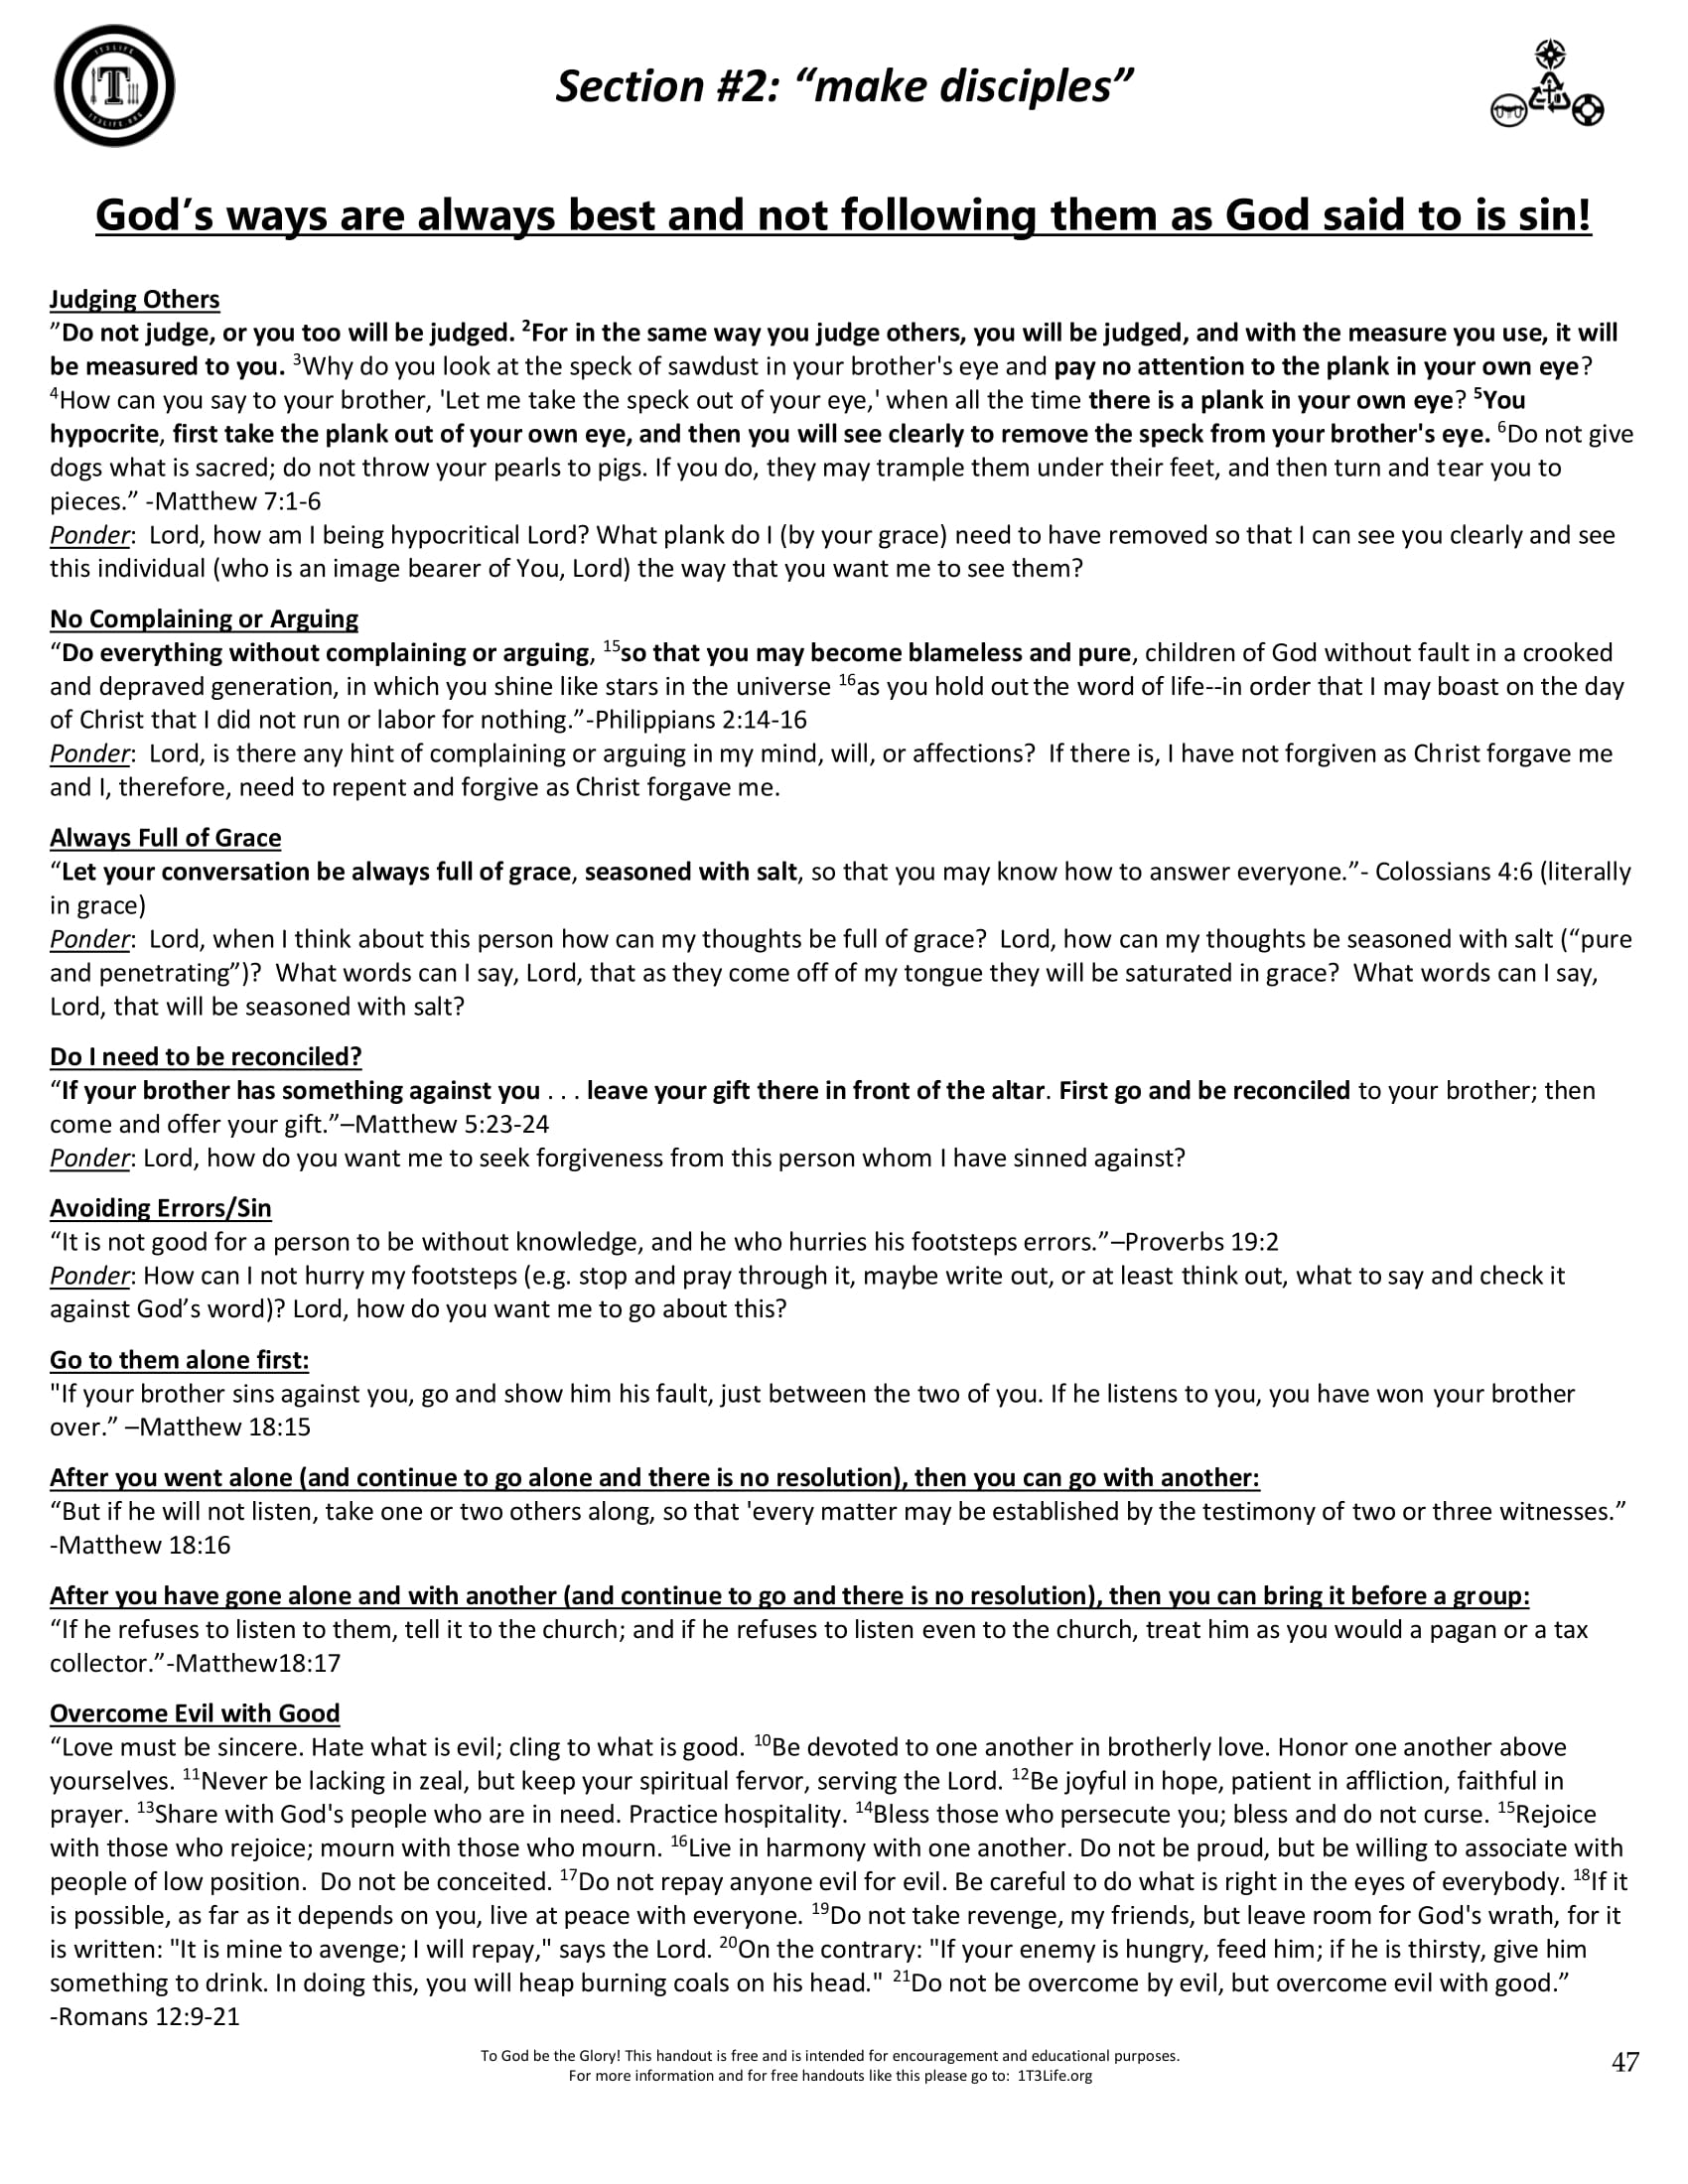 1T3LIFE
T
1T3LIFE.ORG
Section #2: “make disciples”
God’s ways are always best and not following them as God said to is sin!
Judging Others
”Do not judge, or you too will be judged. ²For in the same way you judge others, you will be judged, and with the measure you use, it will
be measured to you. ³Why do you look at the speck of sawdust in your brother's eye and pay no attention to the plank in your own eye?
⁴How can you say to your brother, 'Let me take the speck out of your eye,' when all the time there is a plank in your own eye? ⁵You
hypocrite, first take the plank out of your own eye, and then you will see clearly to remove the speck from your brother's eye. ⁶Do not give
dogs what is sacred; do not throw your pearls to pigs. If you do, they may trample them under their feet, and then turn and tear you to
pieces.” -Matthew 7:1-6
Ponder:  Lord, how am I being hypocritical Lord? What plank do I (by your grace) need to have removed so that I can see you clearly and see
this individual (who is an image bearer of You, Lord) the way that you want me to see them?
No Complaining or Arguing
“Do everything without complaining or arguing, ¹⁵so that you may become blameless and pure, children of God without fault in a crooked
and depraved generation, in which you shine like stars in the universe ¹⁶as you hold out the word of life--in order that I may boast on the day
of Christ that I did not run or labor for nothing.”-Philippians 2:14-16
Ponder:  Lord, is there any hint of complaining or arguing in my mind, will, or affections?  If there is, I have not forgiven as Christ forgave me
and I, therefore, need to repent and forgive as Christ forgave me.
Always Full of Grace
“Let your conversation be always full of grace, seasoned with salt, so that you may know how to answer everyone.”- Colossians 4:6 (literally
in grace)
Ponder:  Lord, when I think about this person how can my thoughts be full of grace?  Lord, how can my thoughts be seasoned with salt (“pure
and penetrating”)?  What words can I say, Lord, that as they come off of my tongue they will be saturated in grace?  What words can I say,
Lord, that will be seasoned with salt?
Do I need to be reconciled?
“If your brother has something against you . . . leave your gift there in front of the altar. First go and be reconciled to your brother; then
come and offer your gift.”–Matthew 5:23-24
Ponder: Lord, how do you want me to seek forgiveness from this person whom I have sinned against?
Avoiding Errors/Sin
“It is not good for a person to be without knowledge, and he who hurries his footsteps errors.”–Proverbs 19:2
Ponder: How can I not hurry my footsteps (e.g. stop and pray through it, maybe write out, or at least think out, what to say and check it
against God’s word)? Lord, how do you want me to go about this?
Go to them alone first:
"If your brother sins against you, go and show him his fault, just between the two of you. If he listens to you, you have won your brother
over.” –Matthew 18:15
After you went alone (and continue to go alone and there is no resolution), then you can go with another:
“But if he will not listen, take one or two others along, so that 'every matter may be established by the testimony of two or three witnesses.”
-Matthew 18:16
After you have gone alone and with another (and continue to go and there is no resolution), then you can bring it before a group:
“If he refuses to listen to them, tell it to the church; and if he refuses to listen even to the church, treat him as you would a pagan or a tax
collector.”-Matthew18:17
Overcome Evil with Good
“Love must be sincere. Hate what is evil; cling to what is good. ¹⁰Be devoted to one another in brotherly love. Honor one another above
yourselves. ¹¹Never be lacking in zeal, but keep your spiritual fervor, serving the Lord. ¹²Be joyful in hope, patient in affliction, faithful in
prayer. ¹³Share with God's people who are in need. Practice hospitality. ¹⁴Bless those who persecute you; bless and do not curse. ¹⁵Rejoice
with those who rejoice; mourn with those who mourn. ¹⁶Live in harmony with one another. Do not be proud, but be willing to associate with
people of low position.  Do not be conceited. ¹⁷Do not repay anyone evil for evil. Be careful to do what is right in the eyes of everybody. ¹⁸If it
is possible, as far as it depends on you, live at peace with everyone. ¹⁹Do not take revenge, my friends, but leave room for God's wrath, for it
is written: "It is mine to avenge; I will repay," says the Lord. ²⁰On the contrary: "If your enemy is hungry, feed him; if he is thirsty, give him
something to drink. In doing this, you will heap burning coals on his head." ²¹Do not be overcome by evil, but overcome evil with good.”
-Romans 12:9-21
To God be the Glory! This handout is free and is intended for encouragement and educational purposes.
For more information and for free handouts like this please go to:  1T3Life.org
47